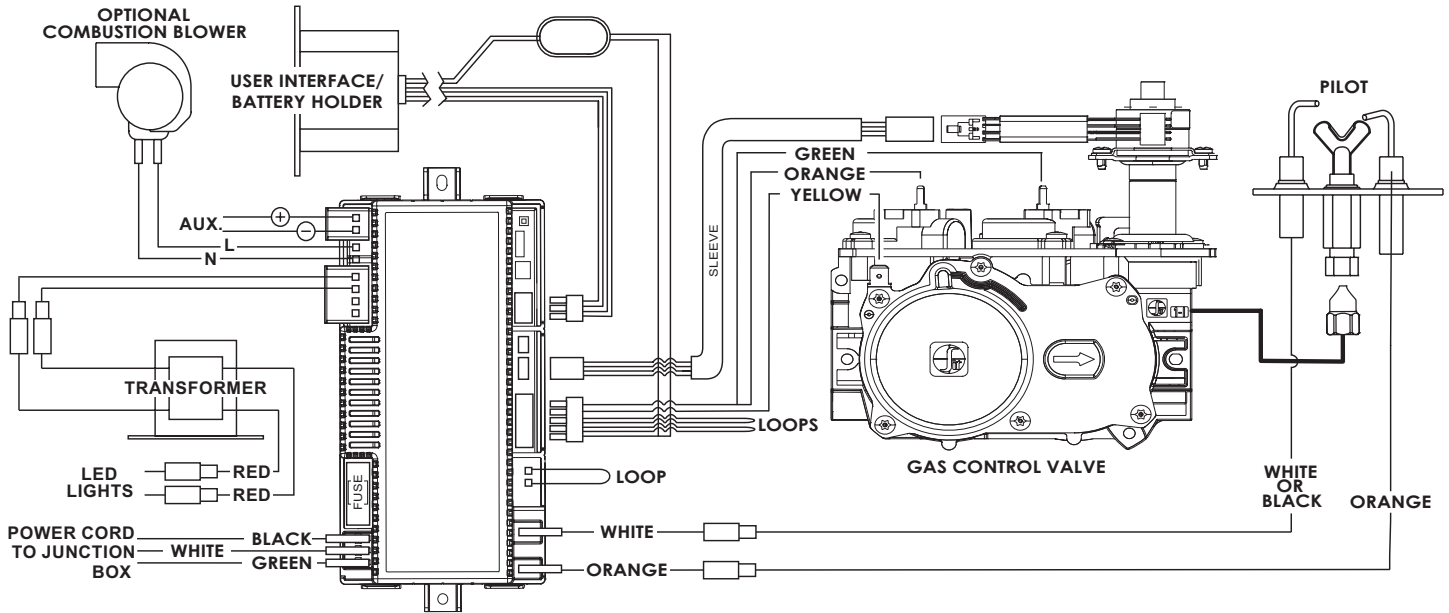 OPTIONAL
COMBUSTION BLOWER
USER INTERFACE/
BATTERY HOLDER
PILOT
GREEN
ORANGE
YELLOW
AUX.
+
−
L
N
SLEEVE
TRANSFORMER
LOOPS
GAS CONTROL VALVE
LED
LIGHTS
RED
RED
FUSE
LOOP
WHITE
OR
BLACK
ORANGE
POWER CORD
TO JUNCTION
BOX
BLACK
WHITE
GREEN
WHITE
ORANGE